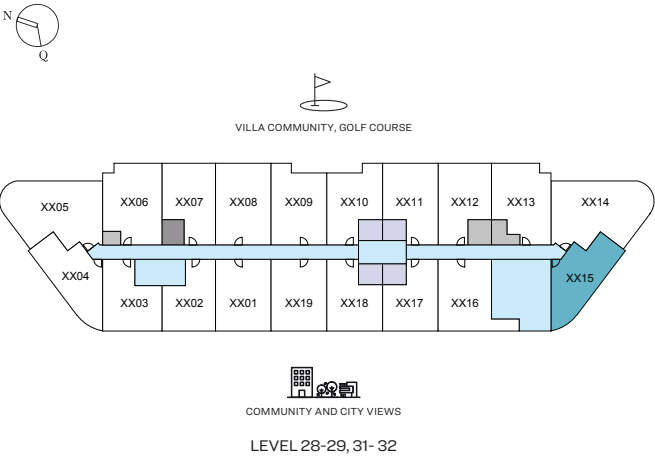 N
Q
VILLA COMMUNITY, GOLF COURSE
XX05
XX06
XX07
XX08
XX09
XX10
XX11
XX12
XX13
XX14
XX04
XX15
XX03
XX02
XX01
XX19
XX18
XX17
XX16
COMMUNITY AND CITY VIEWS
LEVEL 28-29, 31- 32